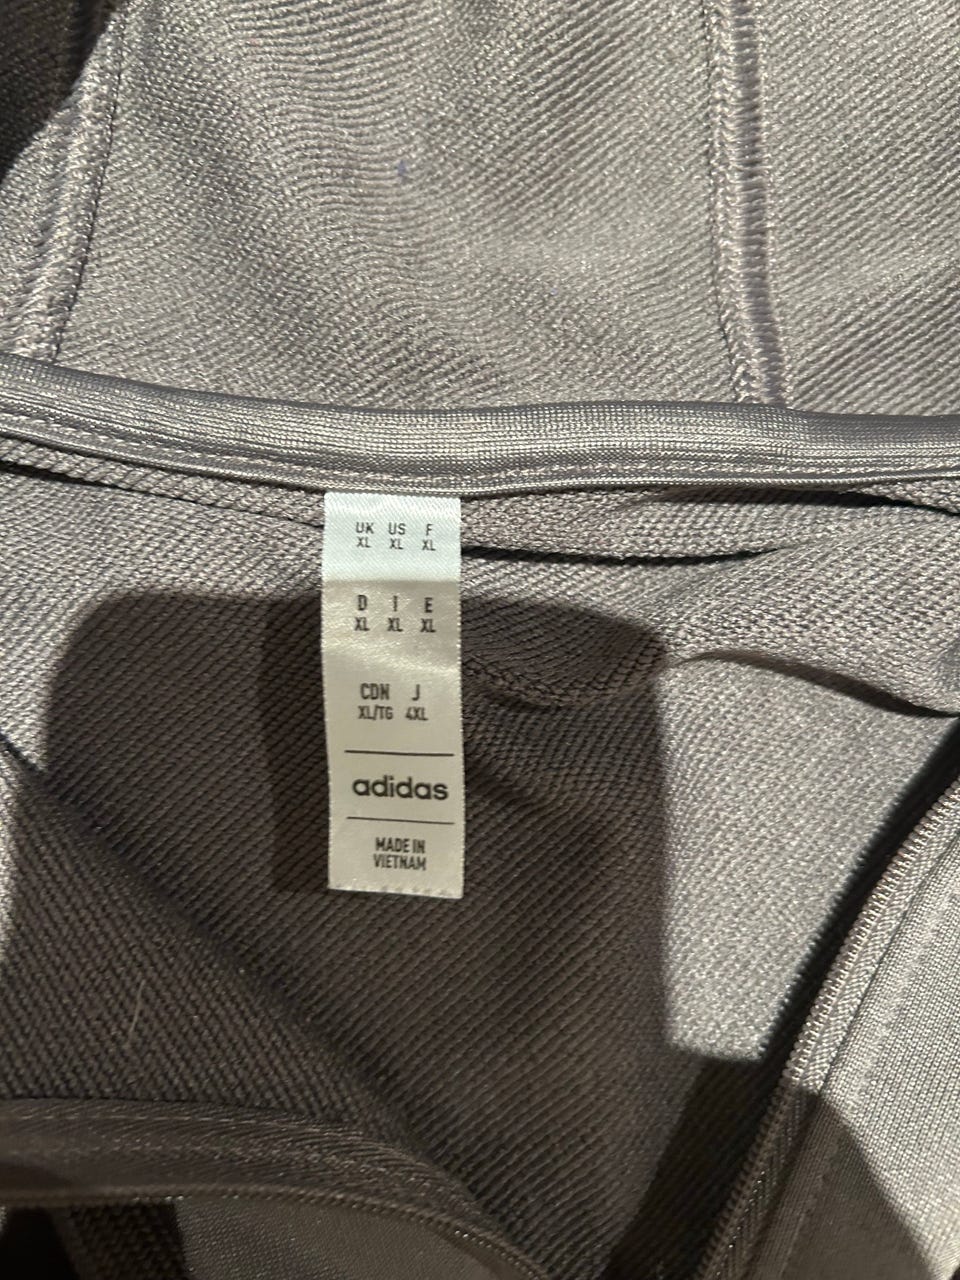 UK US F
XL XL XL
D I E
XL XL XL
CDN J
XL/TG 4XL
adidas
MADE IN
VIETNAM